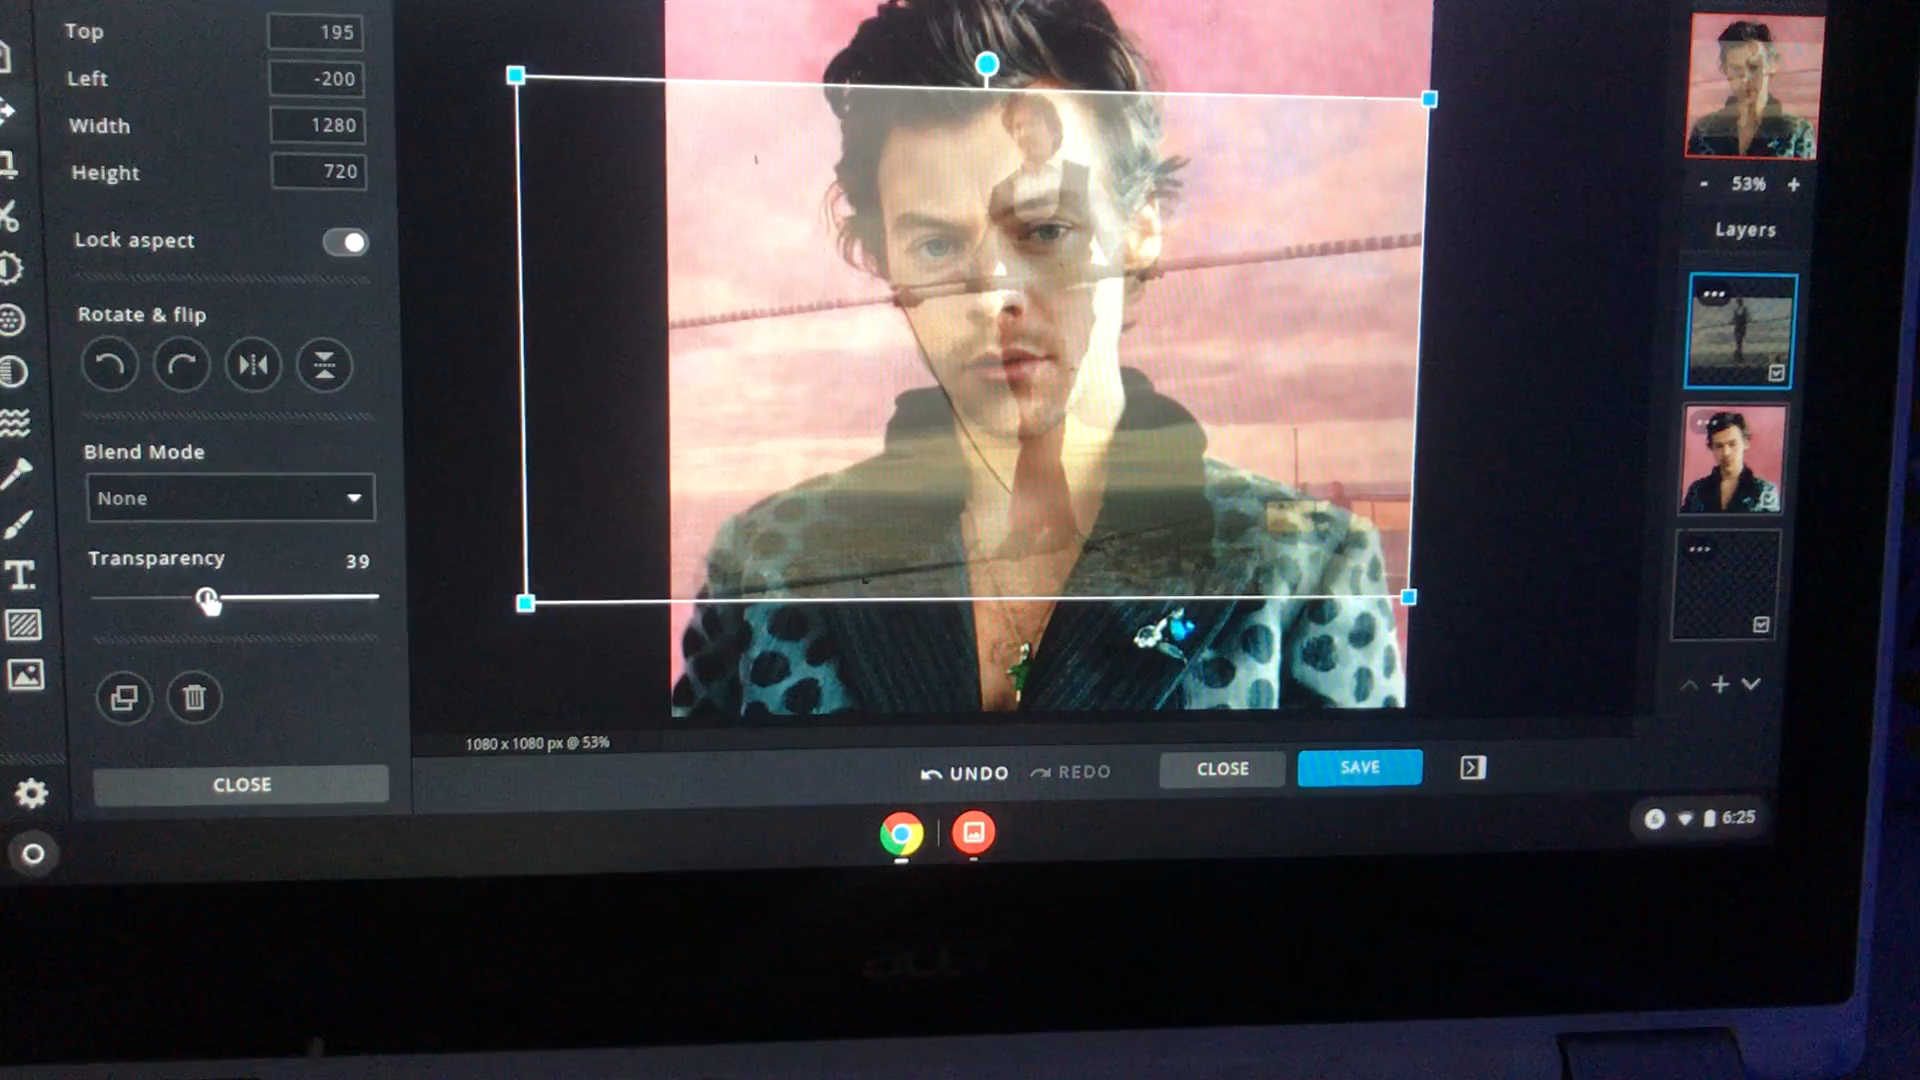 Top 195
Left -200
Width 1280
Height 720
Lock aspect
Rotate & flip
Blend Mode
None
Transparency 39
CLOSE
1080 x 1080 px @ 53%
UNDO REDO CLOSE SAVE
- 53% +
Layers
6:25
acer